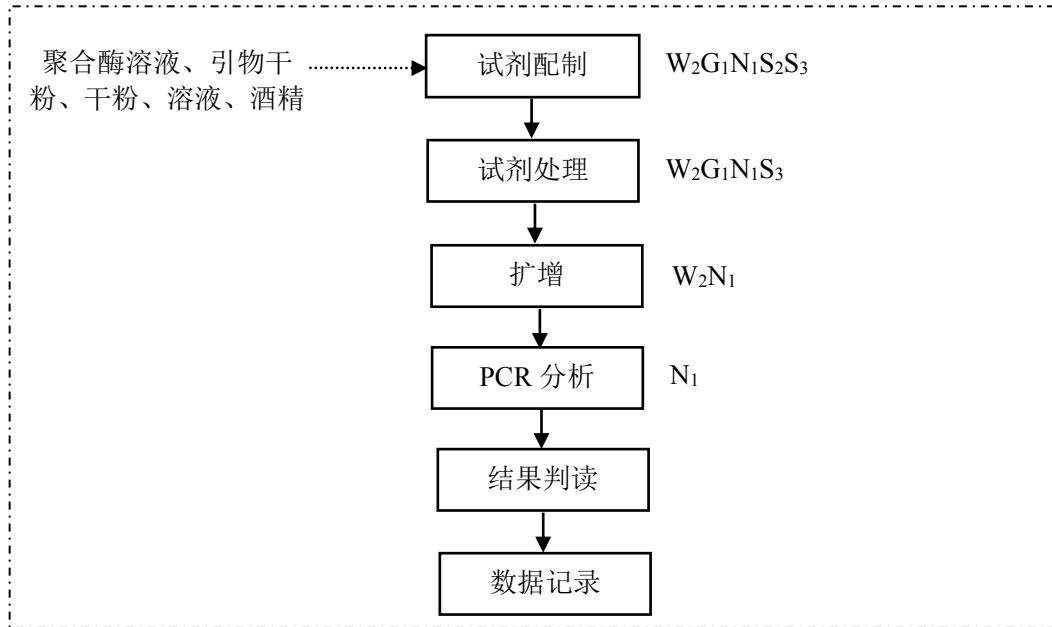 聚合酶溶液、引物干
粉、干粉、溶液、酒精
试剂配制
W₂G₁N₁S₂S₃
试剂处理
W₂G₁N₁S₃
扩增
W₂N₁
PCR 分析
N₁
结果判读
数据记录